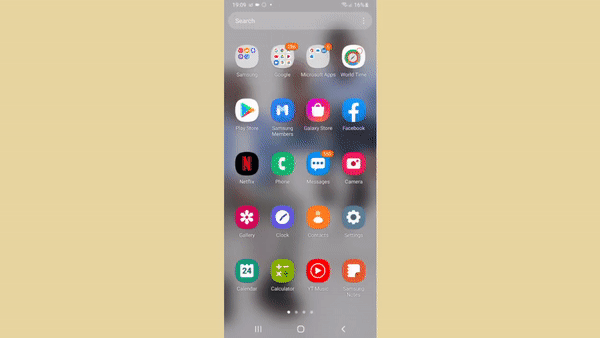 19:09
16%
Search
Samsung
Google
Microsoft Apps
World Time
Play Store
Samsung
Members
Galaxy Store
Facebook
N
Netflix
Phone
Messages
Camera
Gallery
Clock
Contacts
Settings
24
Calendar
Calculator
YT Music
Samsung
Notes